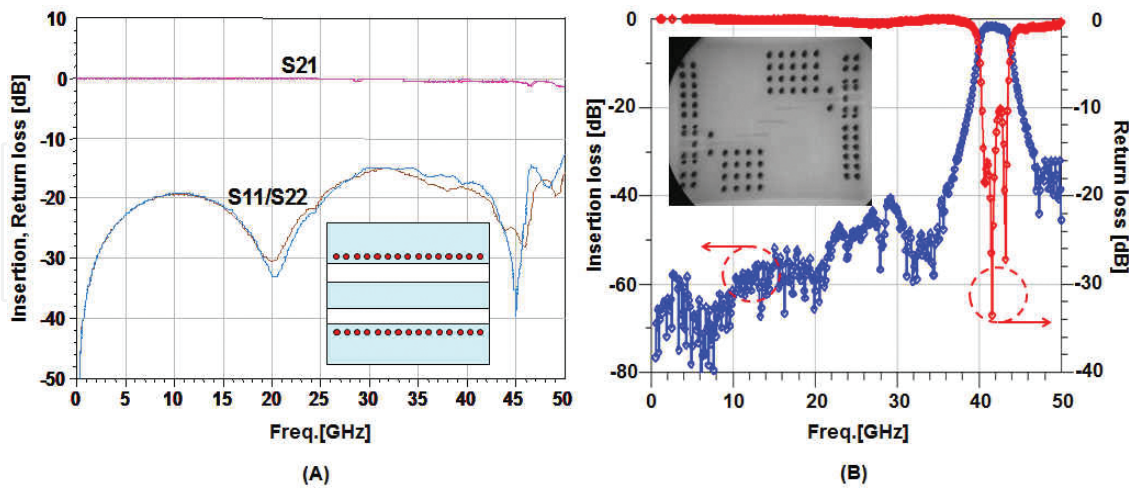 10
0
-10
-20
-30
-40
-50
Insertion, Return loss [dB]
S21
S11/S22
0 5 10 15 20 25 30 35 40 45 50
Freq.[GHz]
(A)
0
-20
-40
-60
-80
Insertion loss [dB]
0
-10
-20
-30
-40
Return loss [dB]
0 10 20 30 40 50
Freq.[GHz]
(B)